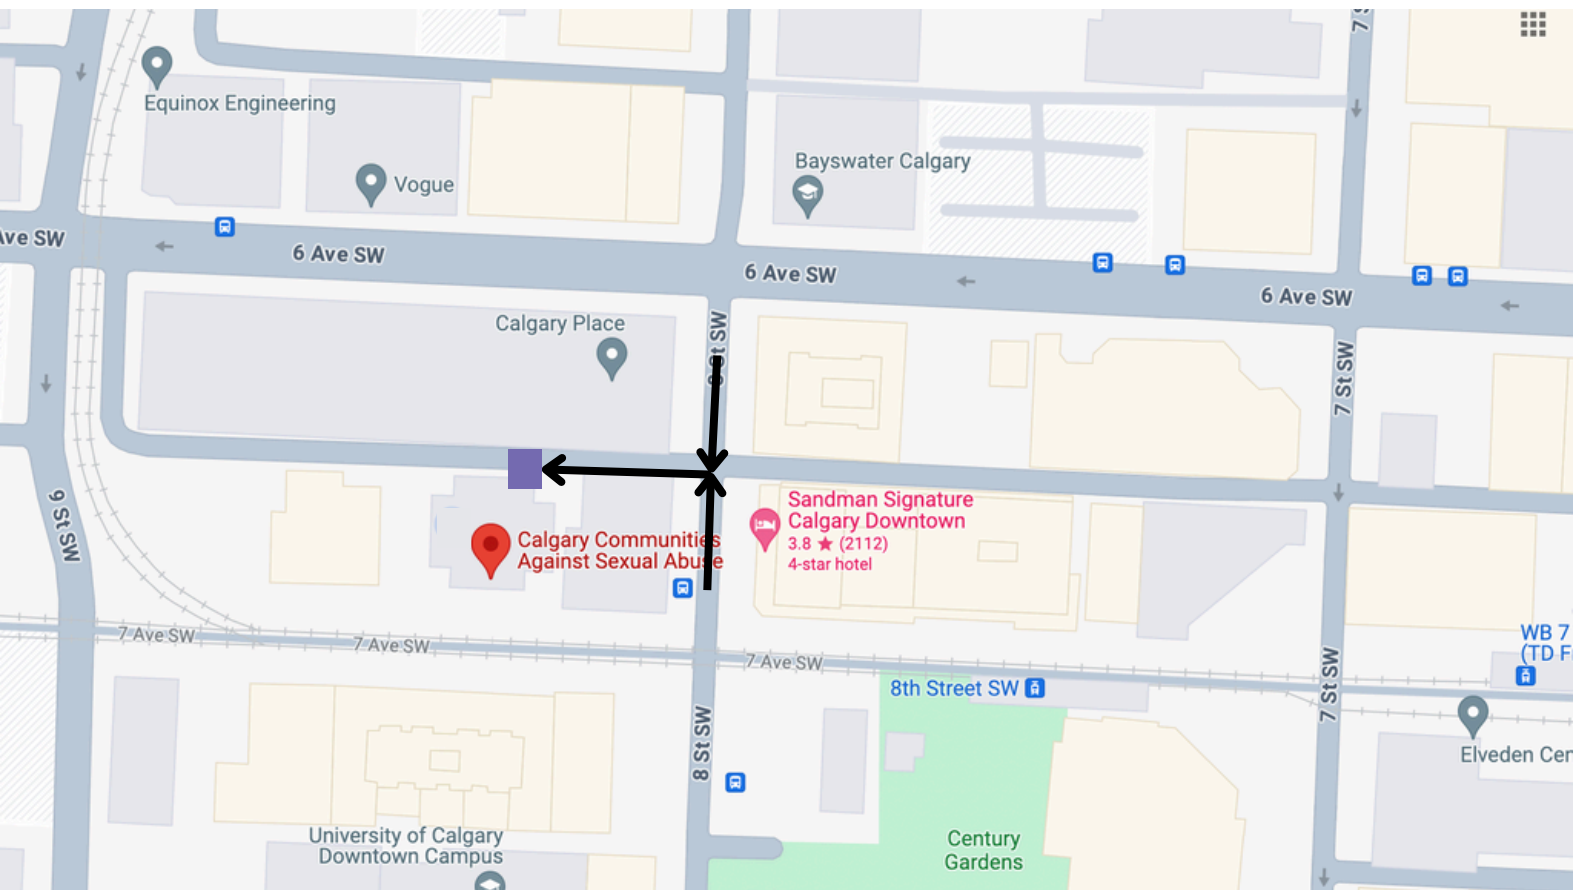 7 S
Equinox Engineering
Vogue
Bayswater Calgary
Ave SW
6 Ave SW
6 Ave SW
6 Ave SW
Calgary Place
St SW
7 St SW
9 St SW
Calgary Communities
Against Sexual Abuse
Sandman Signature
Calgary Downtown
3.8 ★ (2112)
4-star hotel
7 Ave SW
7 Ave SW
7 Ave SW
WB 7
(TD F
8th Street SW
7 St SW
8 St SW
Elveden Cen
University of Calgary
Downtown Campus
Century
Gardens